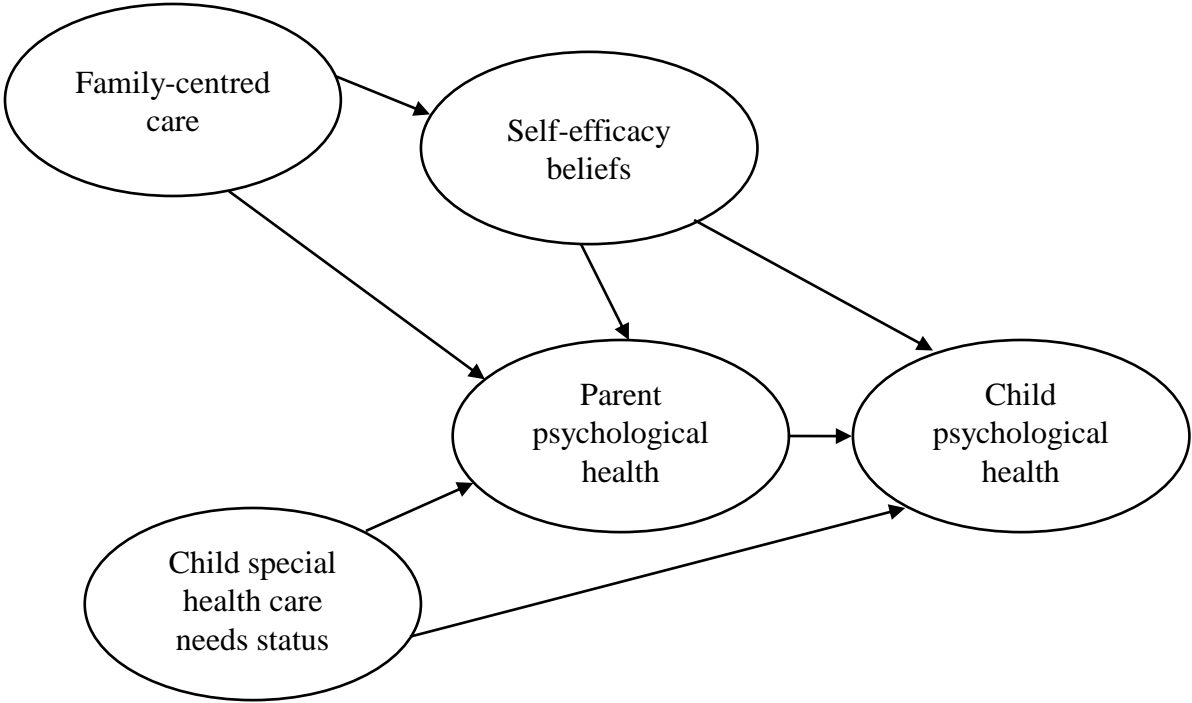 Family-centred
care
Self-efficacy
beliefs
Parent
psychological
health
Child
psychological
health
Child special
health care
needs status